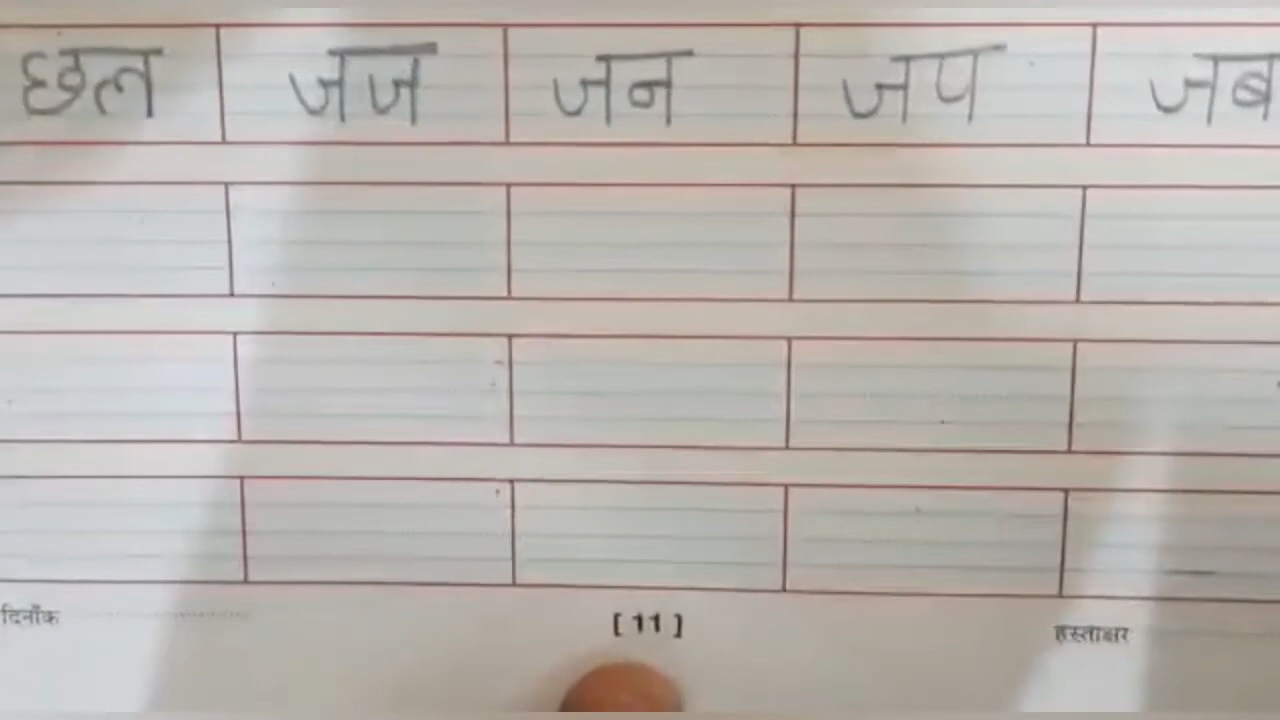 छल जज जन जप जब
दिनाँक [ 11 ] हस्ताक्षर